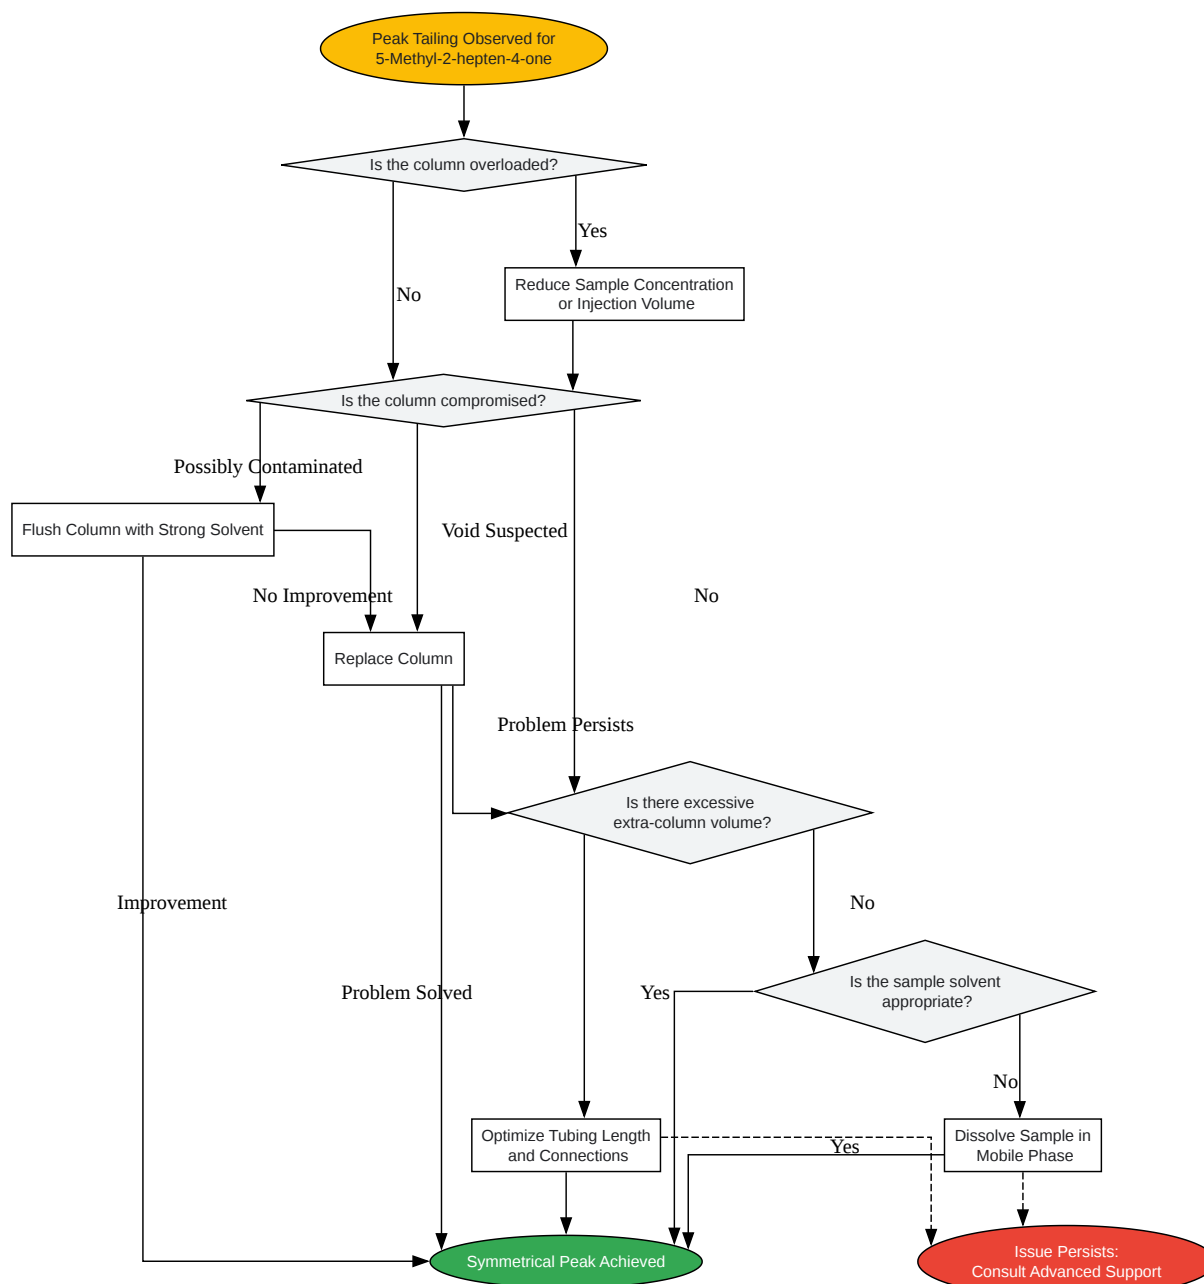 Peak Tailing Observed for
5-Methyl-2-hepten-4-one
Is the column overloaded?
Yes
Reduce Sample Concentration
or Injection Volume
No
Is the column compromised?
Possibly Contaminated
Flush Column with Strong Solvent
Void Suspected
No Improvement
No
Replace Column
Problem Persists
Is there excessive
extra-column volume?
Improvement
No
Is the sample solvent
appropriate?
Problem Solved
Yes
No
Optimize Tubing Length
and Connections
Yes
Dissolve Sample in
Mobile Phase
Symmetrical Peak Achieved
Issue Persists:
Consult Advanced Support